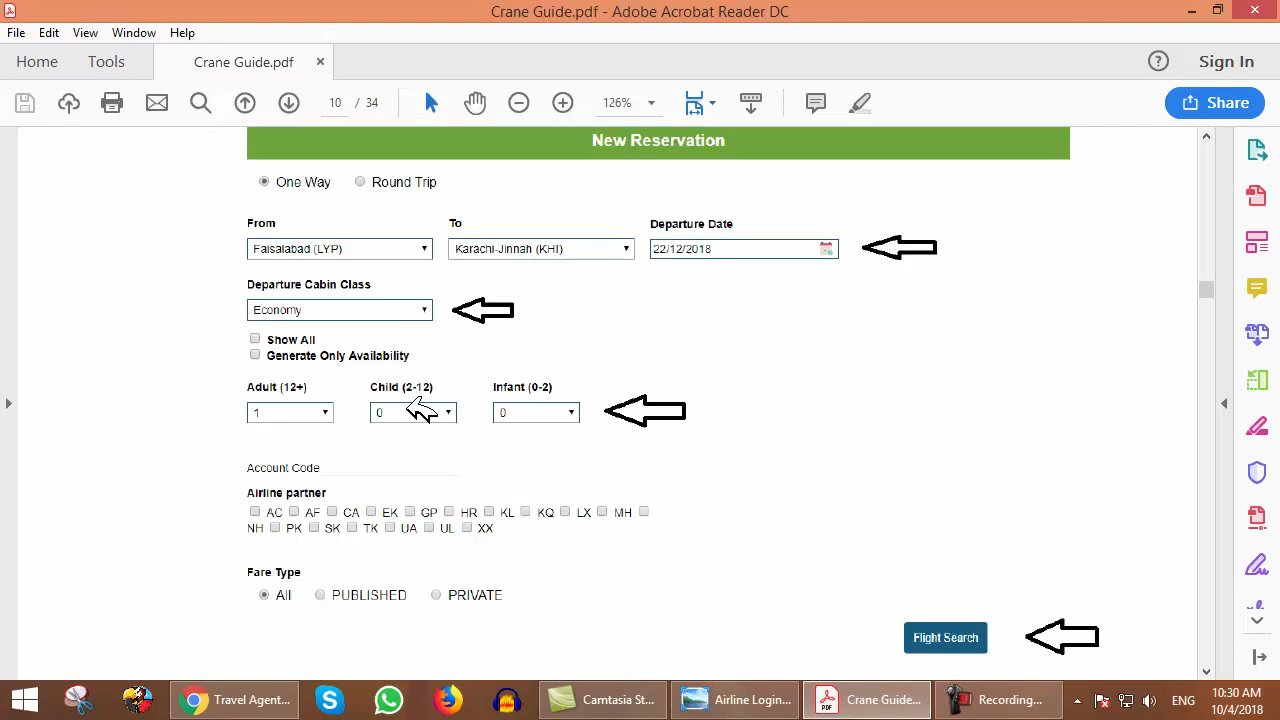 Crane Guide.pdf - Adobe Acrobat Reader DC
File Edit View Window Help
Home Tools Crane Guide.pdf × ? Sign In
10 / 34 126% Share
New Reservation
One Way Round Trip
From To Departure Date
Faisalabad (LYP) Karachi-Jinnah (KHI) 22/12/2018
Departure Cabin Class
Economy
Show All
Generate Only Availability
Adult (12+) Child (2-12) Infant (0-2)
1 0 0
Account Code
Airline partner
AC AF CA EK GP HR KL KQ LX MH
NH PK SK TK UA UL XX
Fare Type
All PUBLISHED PRIVATE
Flight Search
Travel Agent... Camtasia St... Airline Login... PDF Crane Guide... Recording... ENG 10:30 AM
10/4/2018